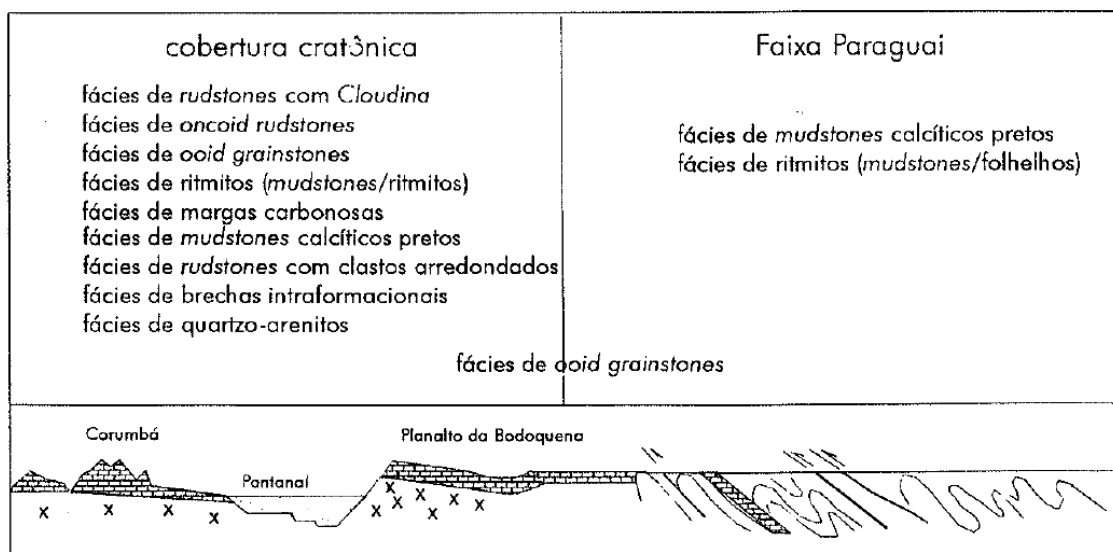 cobertura cratônica
fácies de rudstones com Cloudina
fácies de oncoid rudstones
fácies de ooid grainstones
fácies de ritmitos (mudstones/ritmitos)
fácies de margas carbonosas
fácies de mudstones calcíticos pretos
fácies de rudstones com clastos arredondados
fácies de brechas intraformacionais
fácies de quartzo-arenitos
Faixa Paraguai
fácies de mudstones calcíticos pretos
fácies de ritmitos (mudstones/folhelhos)
fácies de ooid grainstones
Corumbá
Pantanal
Planalto da Bodoquena
x x x x
x x x x x x